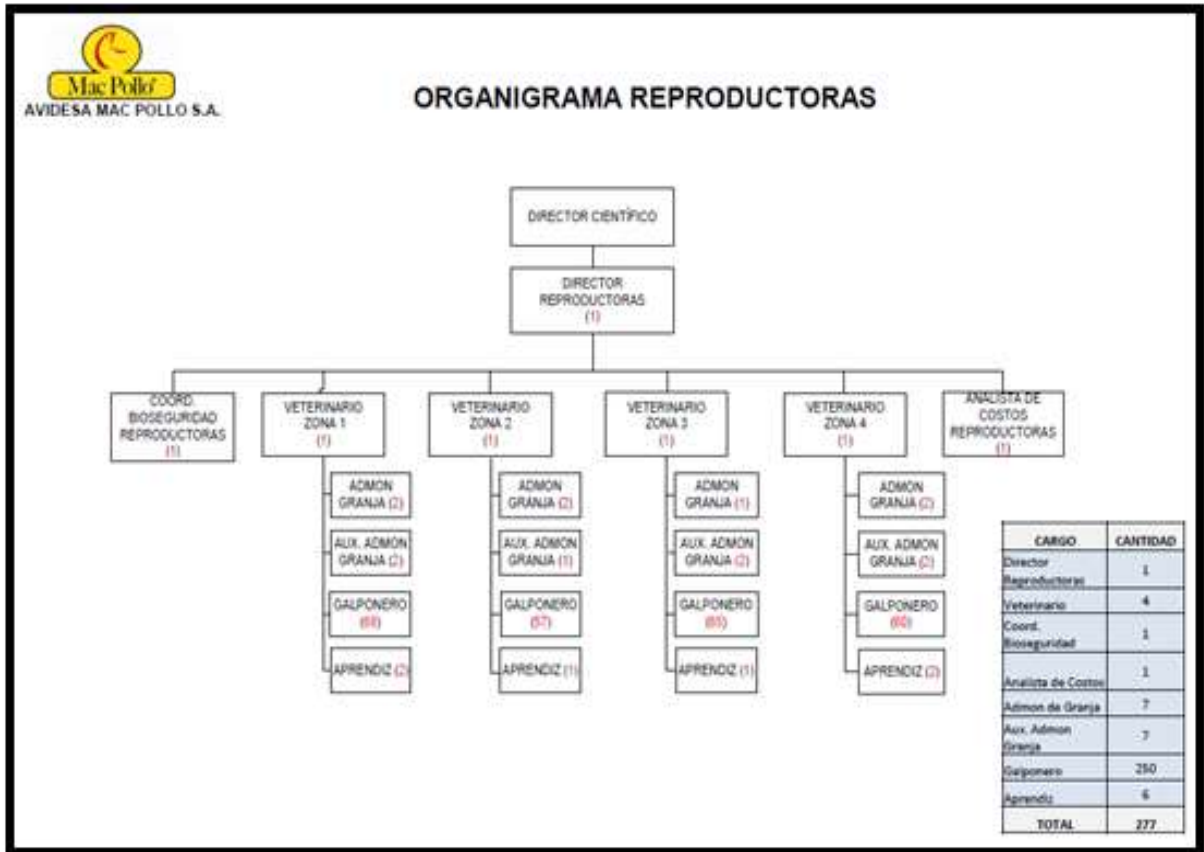 Mac Pollo
AVIDESA MAC POLLO S.A.
ORGANIGRAMA REPRODUCTORAS
DIRECTOR CIENTÍFICO
DIRECTOR
REPRODUCTORAS
(1)
COORD.
BIOSEGURIDAD
REPRODUCTORAS
(1)
VETERINARIO
ZONA 1
(1)
VETERINARIO
ZONA 2
(1)
VETERINARIO
ZONA 3
(1)
VETERINARIO
ZONA 4
(1)
ANALISTA DE
COSTOS
REPRODUCTORAS
(1)
ADMON
GRANJA (2)
AUX. ADMON
GRANJA (2)
GALPONERO
(68)
APRENDIZ (2)
ADMON
GRANJA (2)
AUX. ADMON
GRANJA (1)
GALPONERO
(57)
APRENDIZ (1)
ADMON
GRANJA (1)
AUX. ADMON
GRANJA (2)
GALPONERO
(65)
APRENDIZ (1)
ADMON
GRANJA (2)
AUX. ADMON
GRANJA (2)
GALPONERO
(60)
APRENDIZ (2)
CARGO CANTIDAD
Director
Reproductoras 1
Veterinario 4
Coord.
Bioseguridad 1
Analista de Costos 1
Admon de Granja 7
Aux. Admon
Granja 7
Galponero 250
Aprendiz 6
TOTAL 277